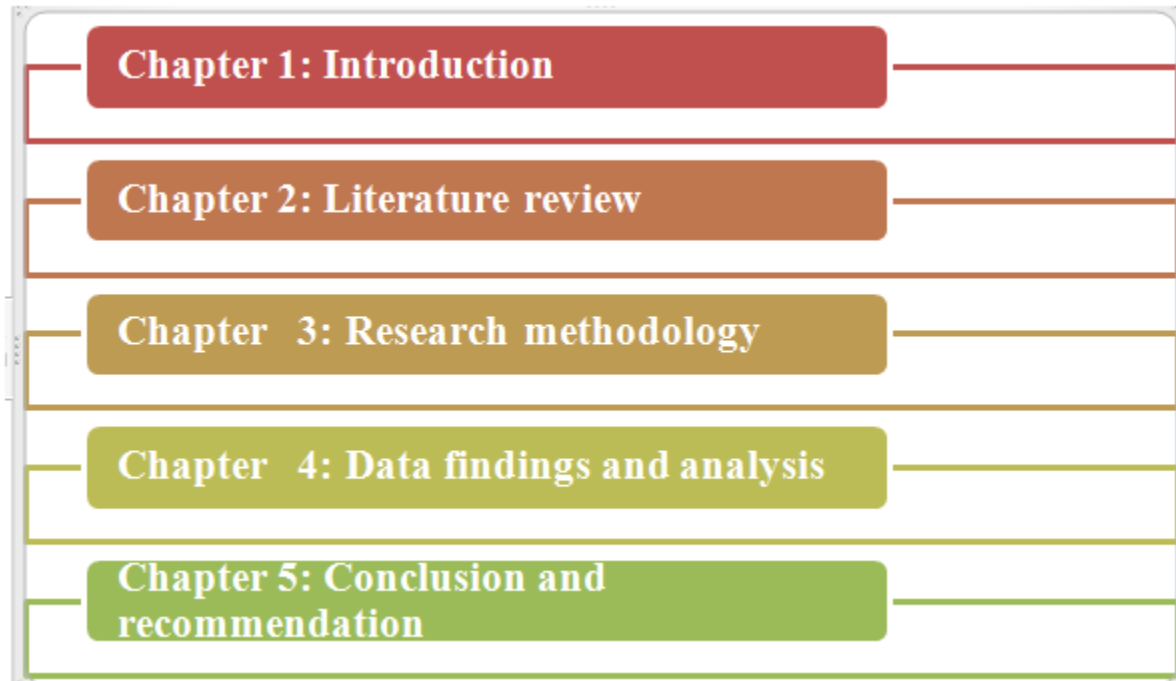 Chapter 1: Introduction
Chapter 2: Literature review
Chapter  3: Research methodology
Chapter  4: Data findings and analysis
Chapter 5: Conclusion and
recommendation